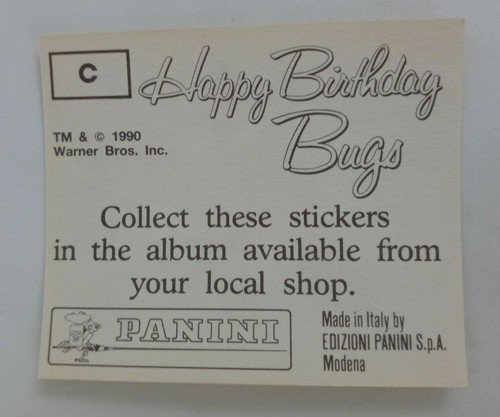 C
Happy Birthday
Bugs
TM & © 1990
Warner Bros. Inc.
Collect these stickers
in the album available from
your local shop.
PANINI
Made in Italy by
EDIZIONI PANINI S.p.A.
Modena